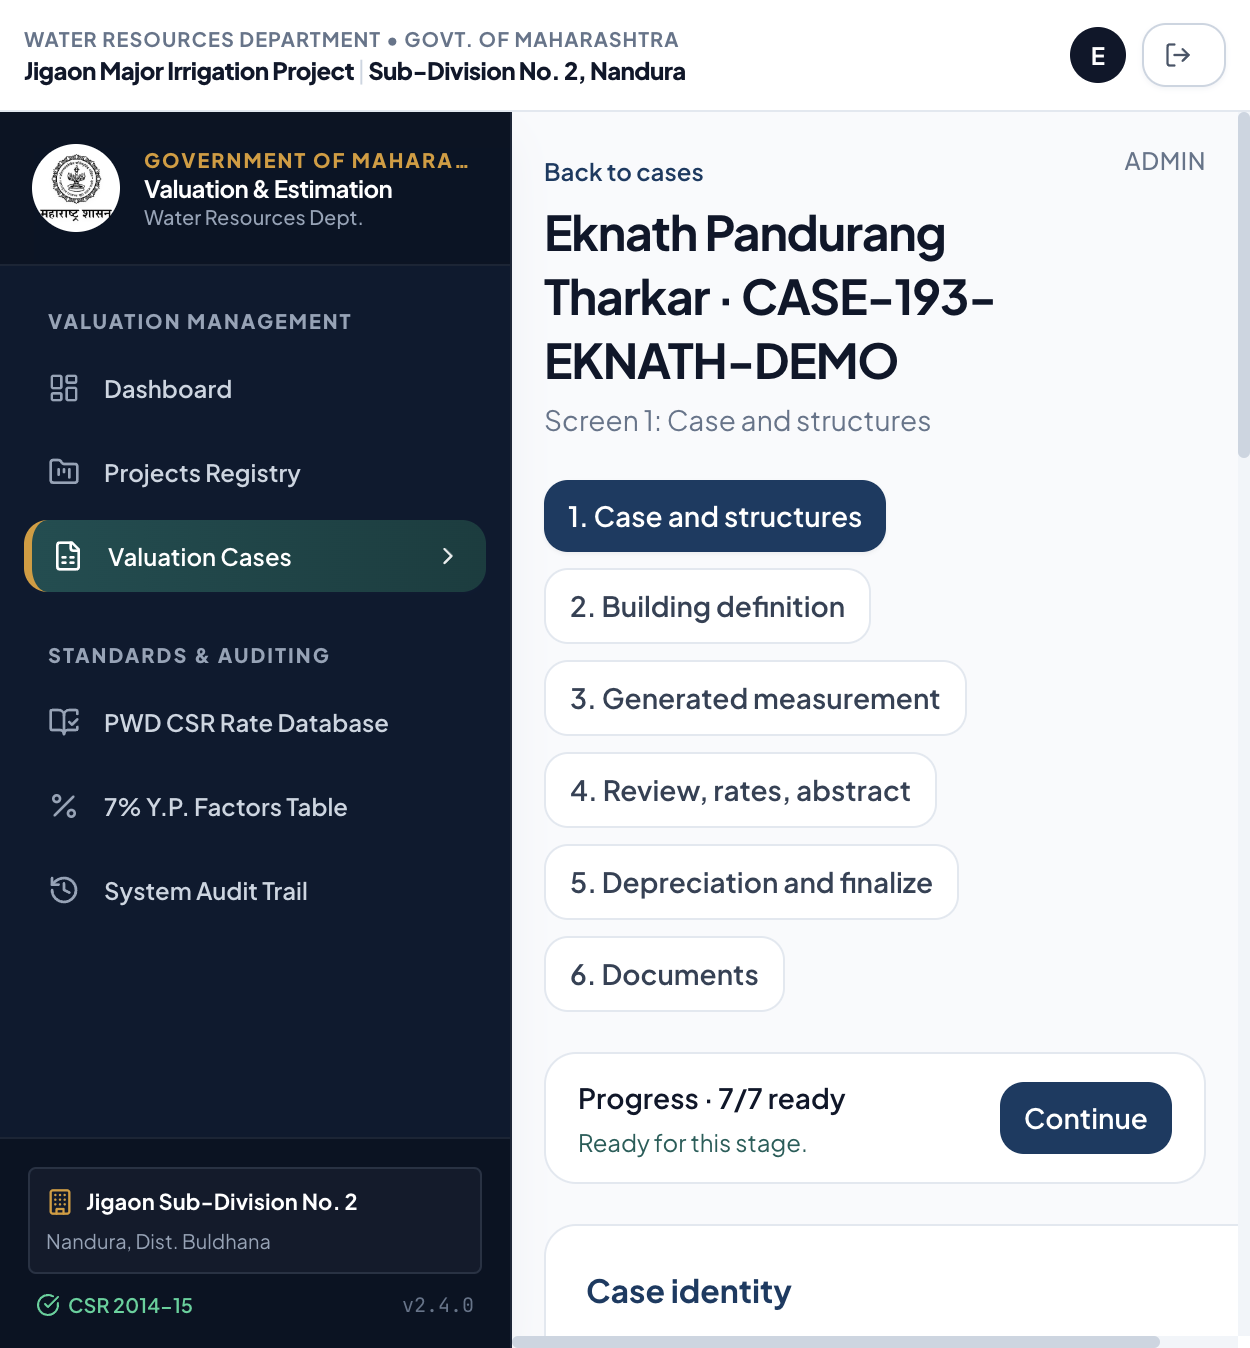 WATER RESOURCES DEPARTMENT • GOVT. OF MAHARASHTRA
Jigaon Major Irrigation Project | Sub-Division No. 2, Nandura
E
GOVERNMENT OF MAHARA...
Valuation & Estimation
Water Resources Dept.
महाराष्ट्र शासन
VALUATION MANAGEMENT
Dashboard
Projects Registry
Valuation Cases
STANDARDS & AUDITING
PWD CSR Rate Database
7% Y.P. Factors Table
System Audit Trail
Jigaon Sub-Division No. 2
Nandura, Dist. Buldhana
CSR 2014-15
v2.4.0
Back to cases
ADMIN
Eknath Pandurang
Tharkar · CASE-193-
EKNATH-DEMO
Screen 1: Case and structures
1. Case and structures
2. Building definition
3. Generated measurement
4. Review, rates, abstract
5. Depreciation and finalize
6. Documents
Progress · 7/7 ready
Ready for this stage.
Continue
Case identity